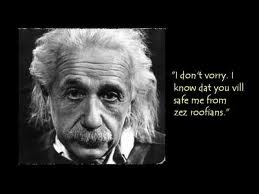 "I don't vorry. I
know dat you vill
safe me from
zez roofians."